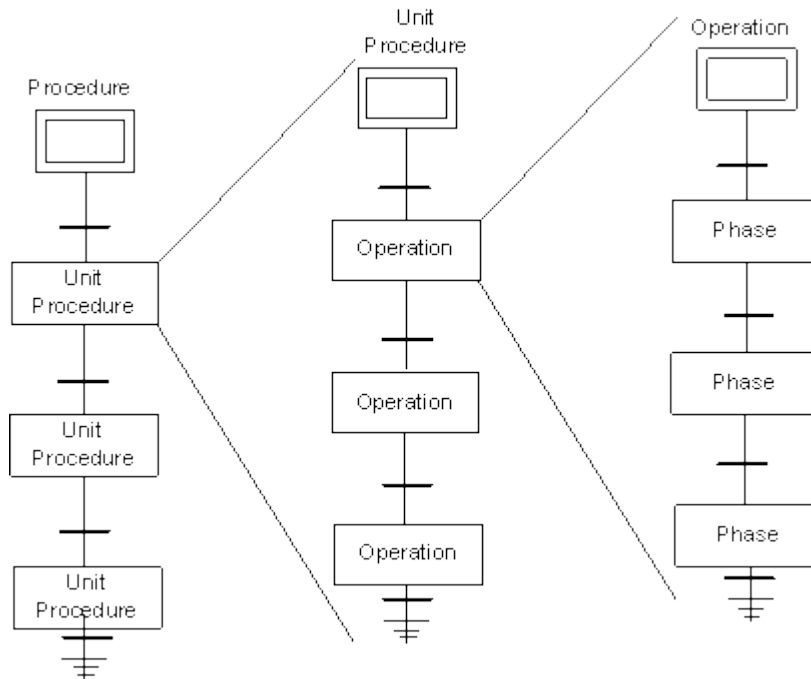 Procedure
Unit
Procedure
Unit
Procedure
Unit
Procedure
Unit
Procedure
Operation
Operation
Operation
Operation
Phase
Phase
Phase